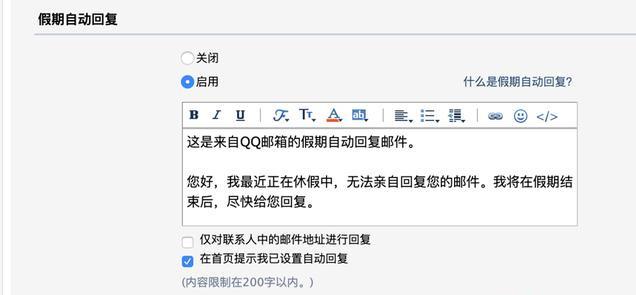 假期自动回复
关闭
启用
什么是假期自动回复?
B I U F TT A ab </>
这是来自QQ邮箱的假期自动回复邮件。
您好，我最近正在休假中，无法亲自回复您的邮件。我将在假期结
束后，尽快给您回复。
仅对联系人中的邮件地址进行回复
在首页提示我已设置自动回复
(内容限制在200字以内。)